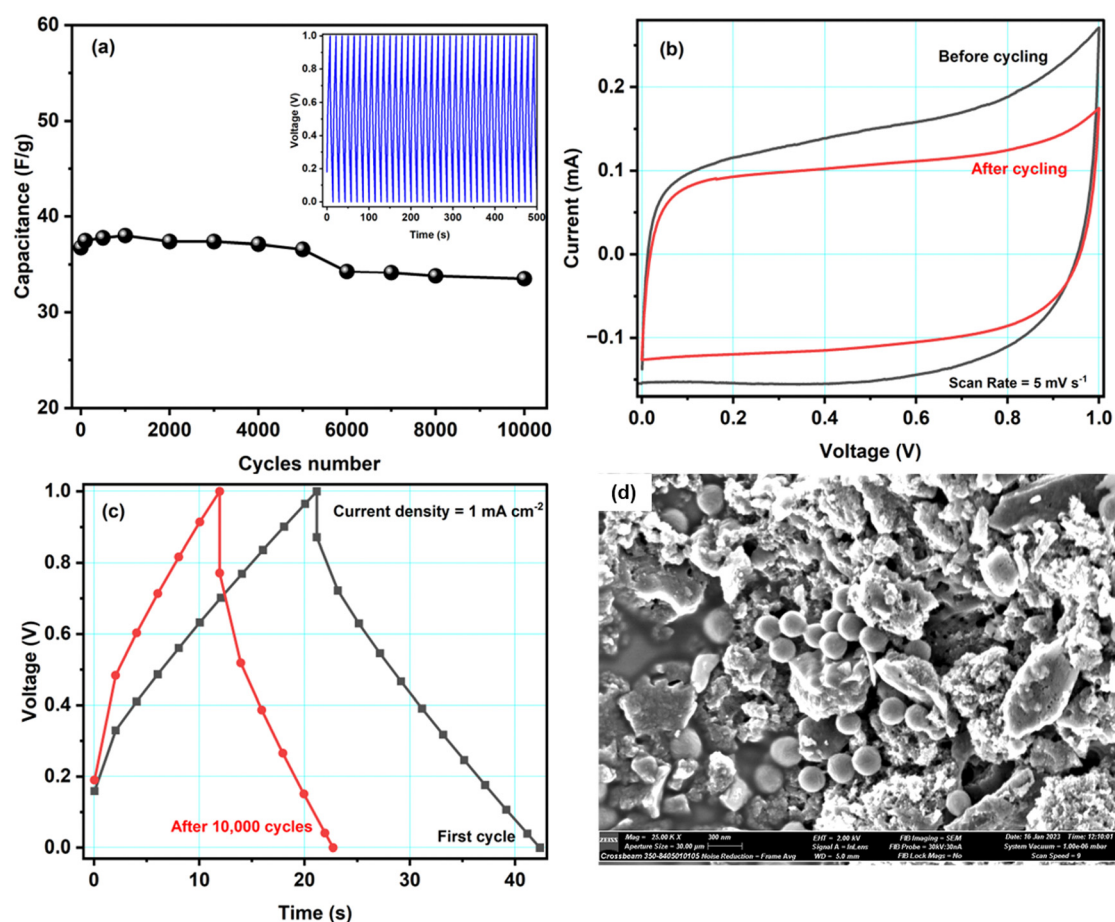 (a)
60
50
40
30
20
Capacitance (F/g)
0 2000 4000 6000 8000 10000
Cycles number
1.0
0.8
0.6
0.4
0.2
0.0
Voltage (V)
0 100 200 300 400 500
Time (s)
(b)
Before cycling
After cycling
0.2
0.1
0.0
−0.1
Current (mA)
Scan Rate = 5 mV s⁻¹
0.0 0.2 0.4 0.6 0.8 1.0
Voltage (V)
(c)
Current density = 1 mA cm⁻²
1.0
0.8
0.6
0.4
0.2
0.0
Voltage (V)
After 10,000 cycles
First cycle
0 10 20 30 40
Time (s)
(d)
ZEISS
Mag = 25.00 K X 300 nm EHT = 2.00 kV FIB Imaging = SEM Date: 16 Jan 2023 Time: 12:10:01
Aperture Size = 30.00 µm Signal A = InLens FIB Probe = 30kV:30nA System Vacuum = 1.00e-06 mbar
Crossbeam 350-8405010105 Noise Reduction = Frame Avg WD = 5.0 mm FIB Lock Mags = No Scan Speed = 9